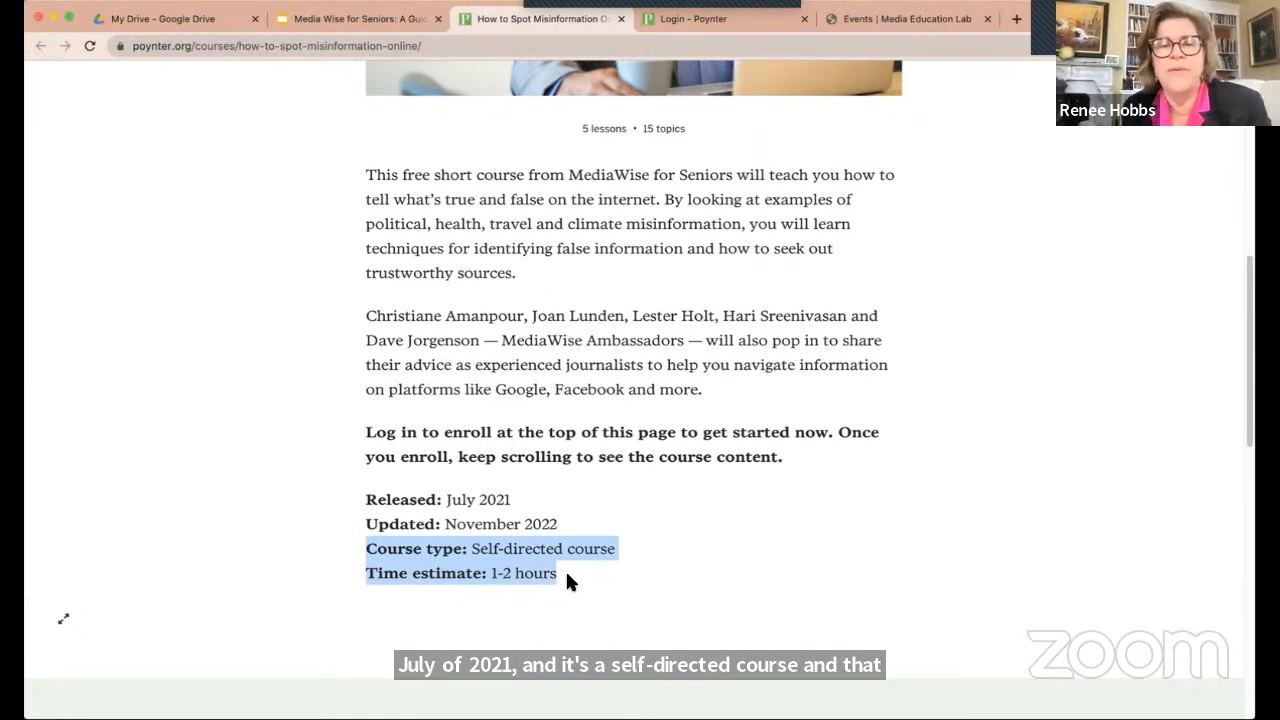 My Drive - Google Drive
Media Wise for Seniors: A Gui
How to Spot Misinformation O
Login - Poynter
Events | Media Education Lab
poynter.org/courses/how-to-spot-misinformation-online/
Renee Hobbs
5 lessons • 15 topics
This free short course from MediaWise for Seniors will teach you how to
tell what's true and false on the internet. By looking at examples of
political, health, travel and climate misinformation, you will learn
techniques for identifying false information and how to seek out
trustworthy sources.
Christiane Amanpour, Joan Lunden, Lester Holt, Hari Sreenivasan and
Dave Jorgenson — MediaWise Ambassadors — will also pop in to share
their advice as experienced journalists to help you navigate information
on platforms like Google, Facebook and more.
Log in to enroll at the top of this page to get started now. Once
you enroll, keep scrolling to see the course content.
Released: July 2021
Updated: November 2022
Course type: Self-directed course
Time estimate: 1-2 hours
zoom
July of 2021, and it's a self-directed course and that